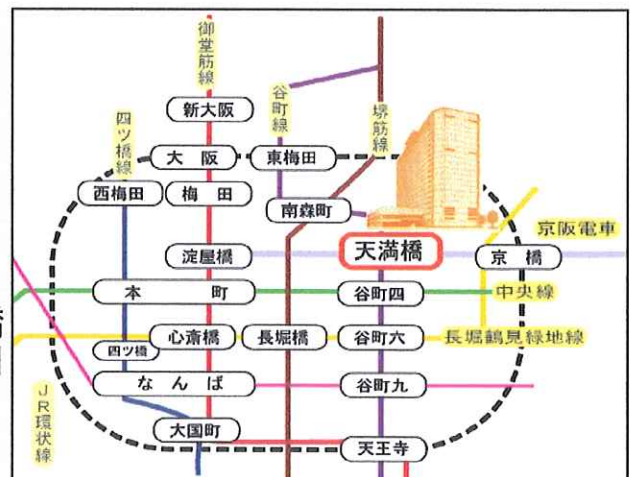 御堂筋線
谷町線
堺筋線
四ツ橋線
新大阪
大阪
東梅田
西梅田
梅田
南森町
京阪電車
淀屋橋
天満橋
京橋
本町
谷町四
中央線
心斎橋
長堀橋
谷町六
長堀鶴見緑地線
四ツ橋
なんば
谷町九
JR環状線
大国町
天王寺